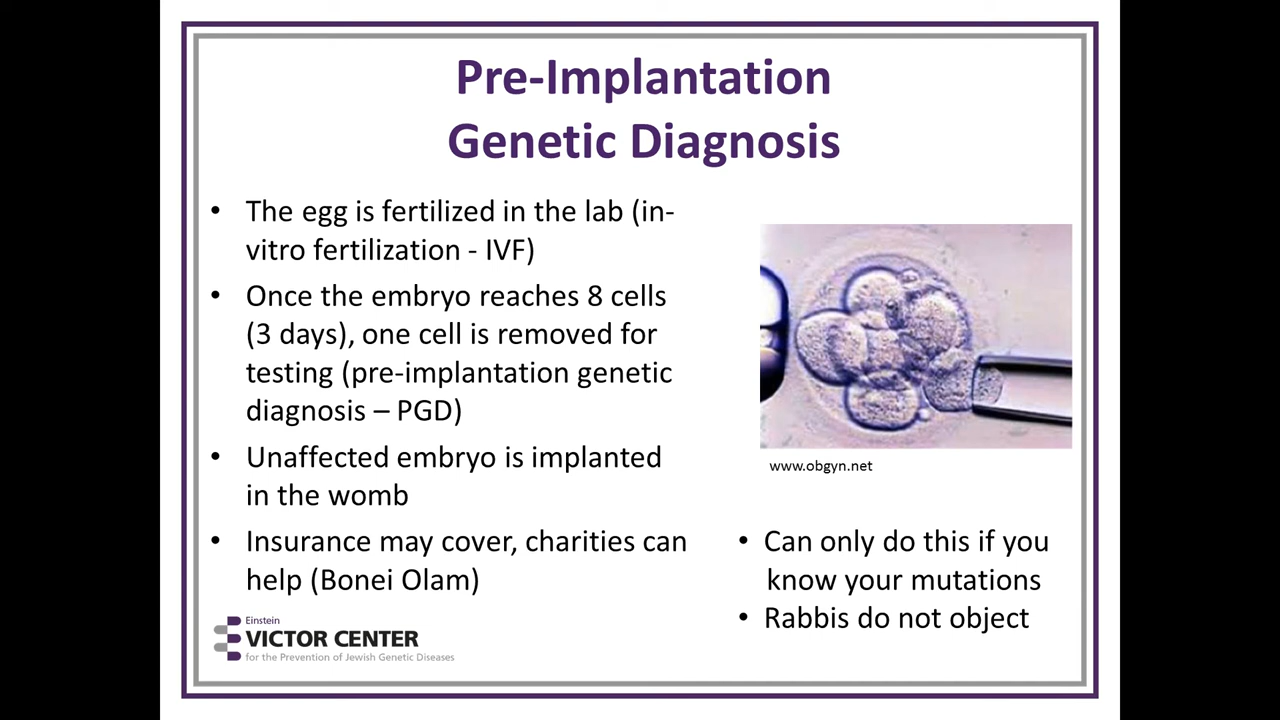 Pre-Implantation
Genetic Diagnosis
• The egg is fertilized in the lab (in-
vitro fertilization - IVF)
• Once the embryo reaches 8 cells
(3 days), one cell is removed for
testing (pre-implantation genetic
diagnosis – PGD)
• Unaffected embryo is implanted
in the womb
• Insurance may cover, charities can
help (Bonei Olam)
www.obgyn.net
• Can only do this if you
know your mutations
• Rabbis do not object
Einstein
VICTOR CENTER
for the Prevention of Jewish Genetic Diseases